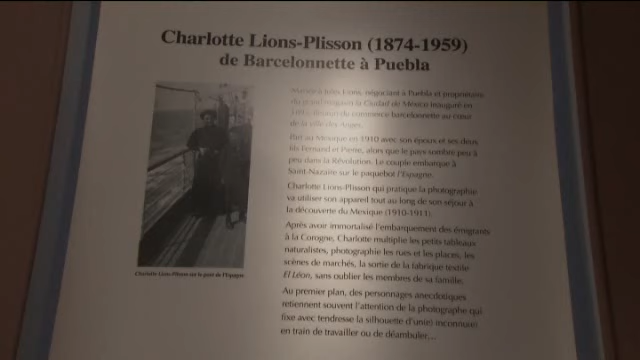 Charlotte Lions-Plisson (1874-1959)
de Barcelonnette à Puebla
Mariée à Jules Lions, négociant à Puebla et propriétaire
du grand magasin la Ciudad de México inauguré en
fleuron du commerce barcelonnette au cœur
de la ville des Anges.
Part au Mexique en 1910 avec son époux et ses deux
fils Fernand et Pierre, alors que le pays sombre peu à
peu dans la Révolution. Le couple embarque à
Saint-Nazaire sur le paquebot l'Espagne.
Charlotte Lions-Plisson qui pratique la photographie
va utiliser son appareil tout au long de son séjour à
la découverte du Mexique (1910-1911).
Après avoir immortalisé l'embarquement des émigrants
à la Corogne, Charlotte multiplie les petits tableaux
naturalistes, photographie les rues et les places, les
scènes de marchés, la sortie de la fabrique textile
El Léon, sans oublier les membres de sa famille.
Au premier plan, des personnages anecdotiques
retiennent souvent l'attention de la photographe qui
fixe avec tendresse la silhouette d'un(e) inconnu(e)
en train de travailler ou de déambuler...
Charlotte Lions-Plisson sur le pont de l'Espagne